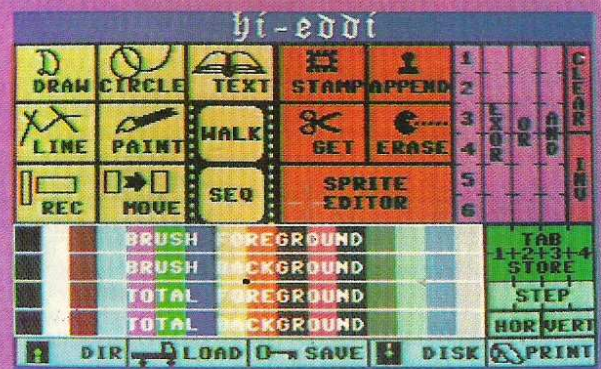 hi-eddi
DRAW CIRCLE TEXT STAMP APPEND
LINE PAINT WALK GET ERASE
REC MOVE SEQ SPRITE
EDITOR
1
2
3
4
5
6
EXOR
OR
AND
CLEAR
INV
BRUSH FOREGROUND
BRUSH BACKGROUND
TOTAL FOREGROUND
TOTAL BACKGROUND
TAB
1+2+3+4
STORE
STEP
HOR VERT
DIR LOAD SAVE DISK PRINT